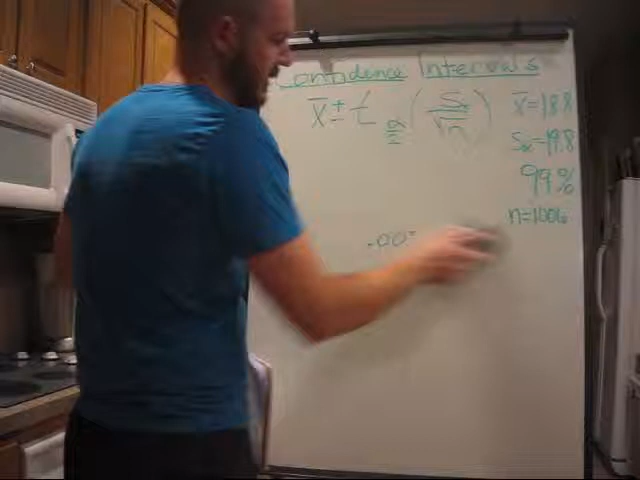 Confidence Intervals
x̄ ± t α/2 ( Sx / √n )
x̄=18.8
Sx=19.8
99%
n=1006
.005